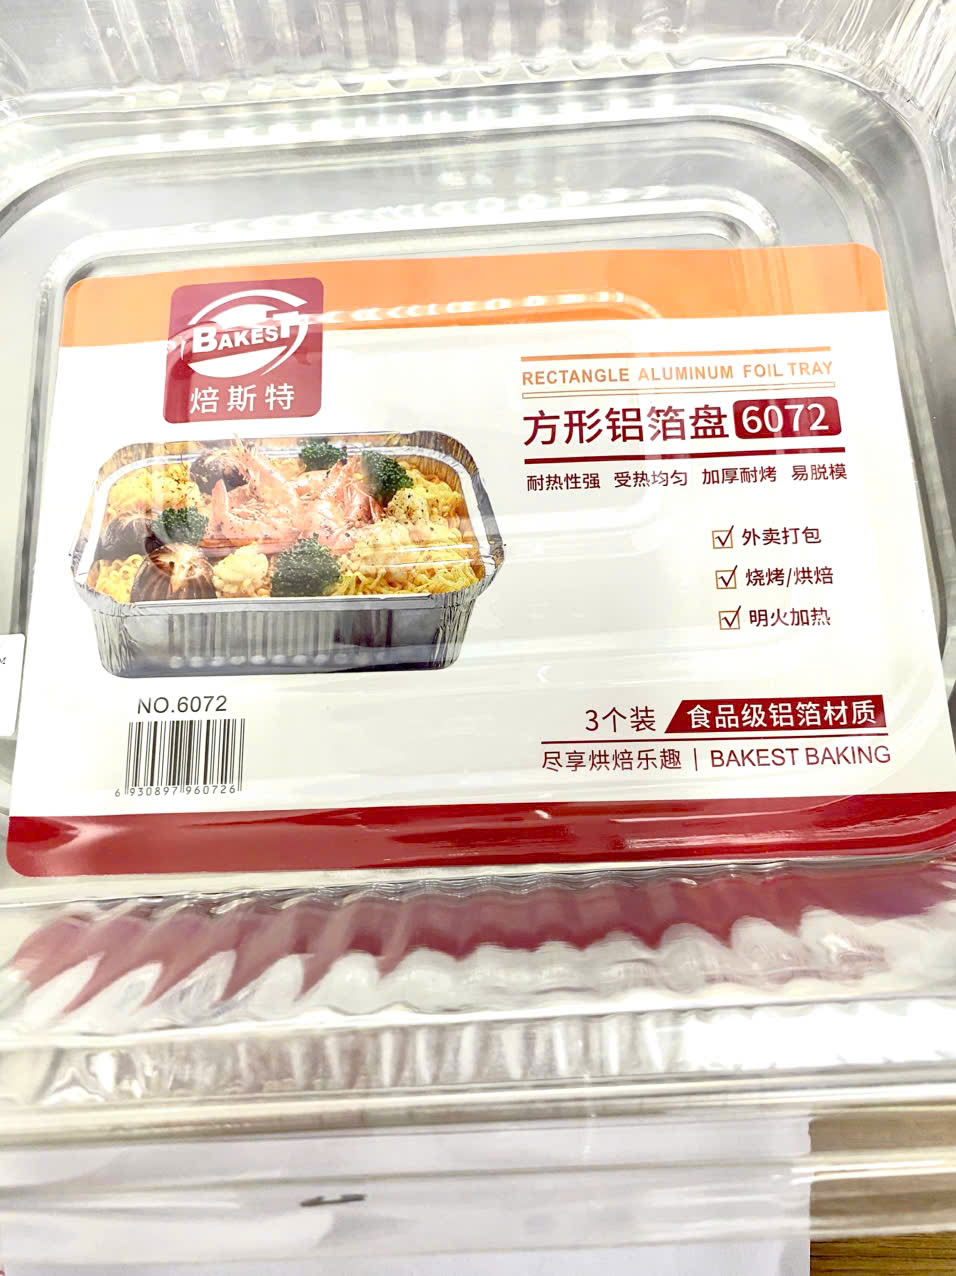 BAKEST
焙斯特
RECTANGLE ALUMINUM FOIL TRAY
方形铝箔盘 6072
耐热性强 受热均匀 加厚耐烤 易脱模
外卖打包
烧烤/烘焙
明火加热
NO.6072
6 930897 960726
3个装 食品级铝箔材质
尽享烘焙乐趣 | BAKEST BAKING